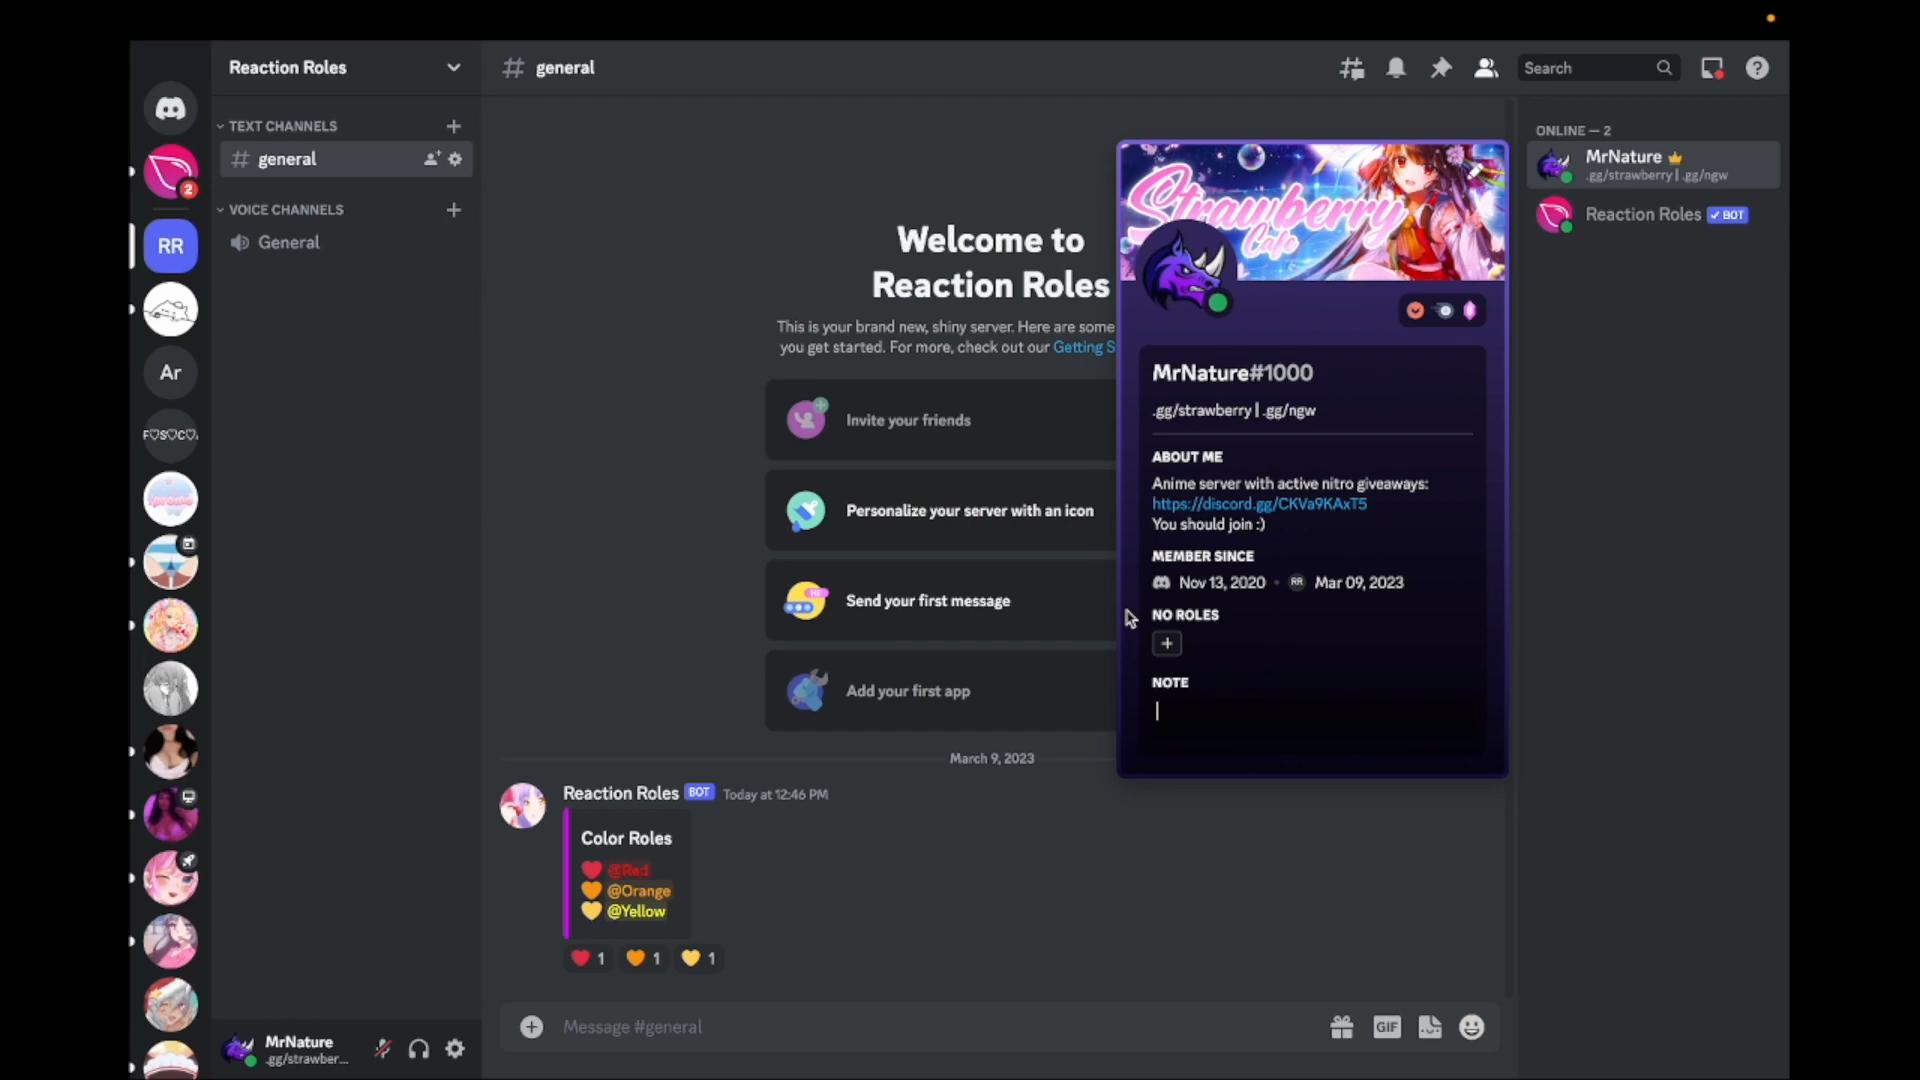 Reaction Roles
general
Search
TEXT CHANNELS
general
VOICE CHANNELS
General
2
RR
Ar
F♡S♡C♡
Welcome to
Reaction Roles
This is your brand new, shiny server. Here are some
you get started. For more, check out our Getting S
Invite your friends
Personalize your server with an icon
Send your first message
Add your first app
March 9, 2023
Reaction Roles BOT Today at 12:46 PM
Color Roles
@Red
@Orange
@Yellow
1 1 1
Message #general
GIF
MrNature
.gg/strawber...
Strawberry
Cafe
MrNature#1000
.gg/strawberry | .gg/ngw
ABOUT ME
Anime server with active nitro giveaways:
https://discord.gg/CKVa9KAxT5
You should join :)
MEMBER SINCE
Nov 13, 2020 • RR Mar 09, 2023
NO ROLES
+
NOTE
ONLINE — 2
MrNature
.gg/strawberry | .gg/ngw
Reaction Roles ✓ BOT